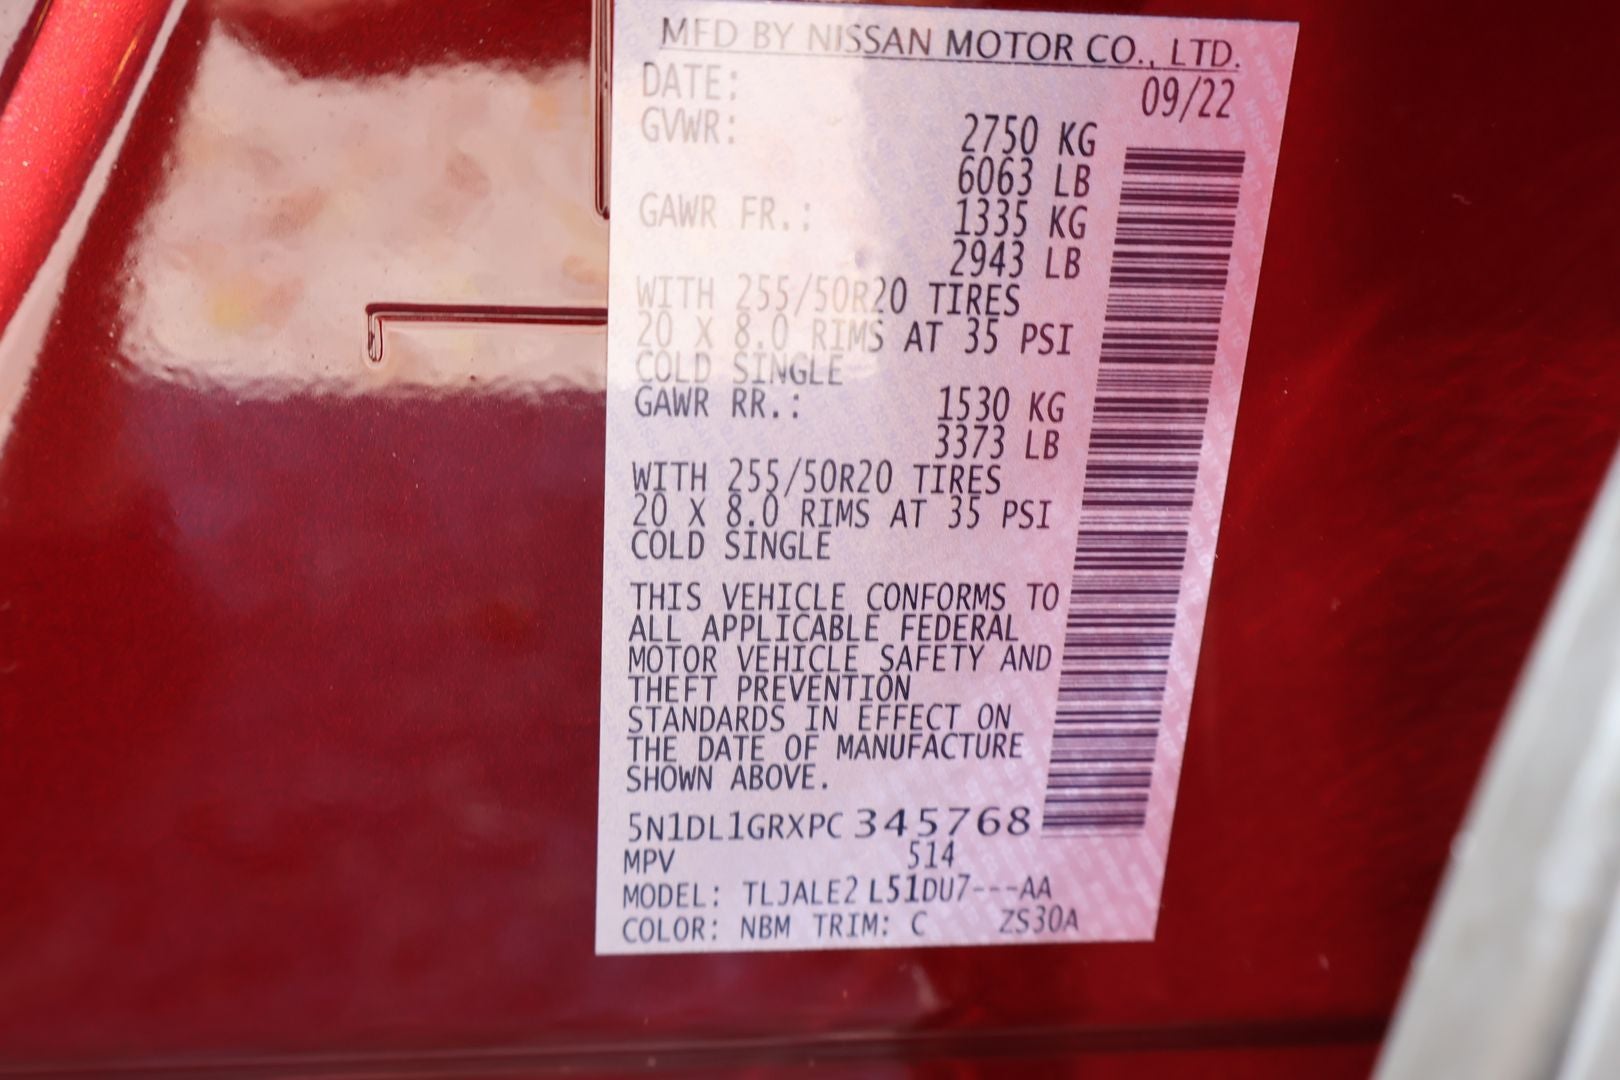 MFD BY NISSAN MOTOR CO., LTD.
DATE: 09/22
GVWR: 2750 KG
6063 LB
GAWR FR.: 1335 KG
2943 LB
WITH 255/50R20 TIRES
20 X 8.0 RIMS AT 35 PSI
COLD SINGLE
GAWR RR.: 1530 KG
3373 LB
WITH 255/50R20 TIRES
20 X 8.0 RIMS AT 35 PSI
COLD SINGLE
THIS VEHICLE CONFORMS TO
ALL APPLICABLE FEDERAL
MOTOR VEHICLE SAFETY AND
THEFT PREVENTION
STANDARDS IN EFFECT ON
THE DATE OF MANUFACTURE
SHOWN ABOVE.
5N1DL1GRXPC345768
MPV 514
MODEL: TLJALE2 L51DU7---AA
COLOR: NBM TRIM: C ZS30A